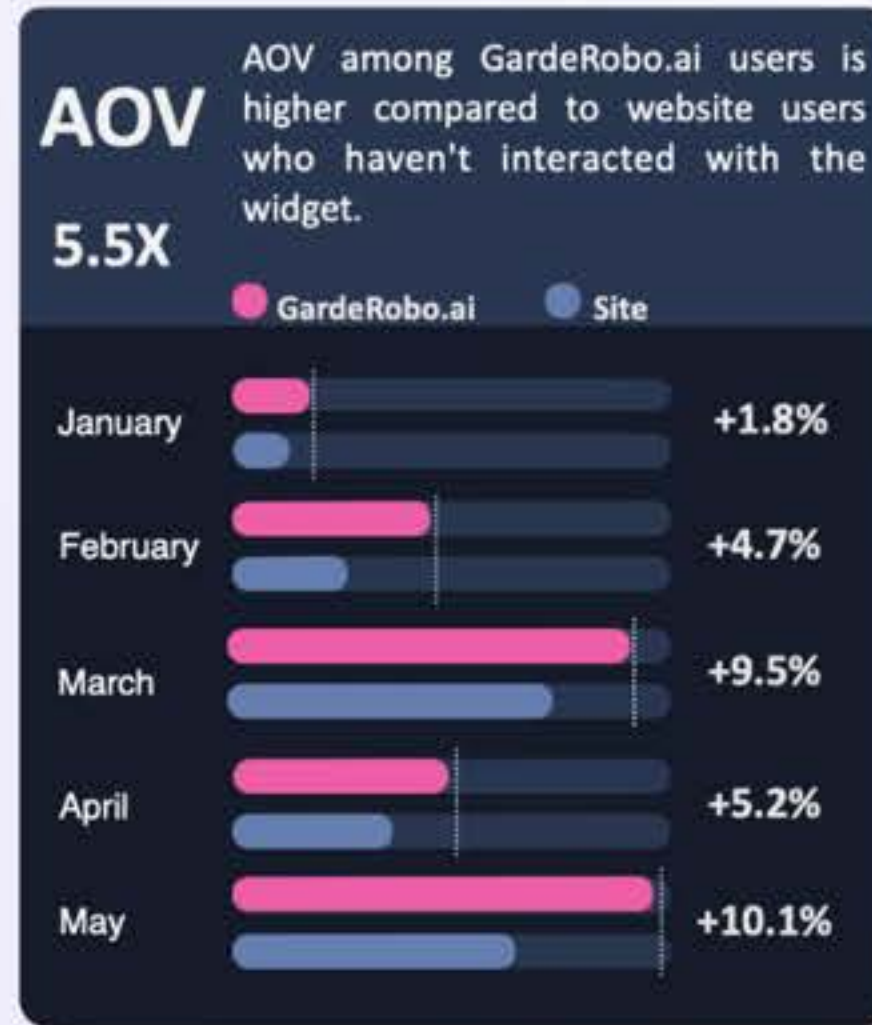 AOV
5.5X
AOV among GardeRobo.ai users is
higher compared to website users
who haven't interacted with the
widget.
GardeRobo.ai Site
January +1.8%
February +4.7%
March +9.5%
April +5.2%
May +10.1%